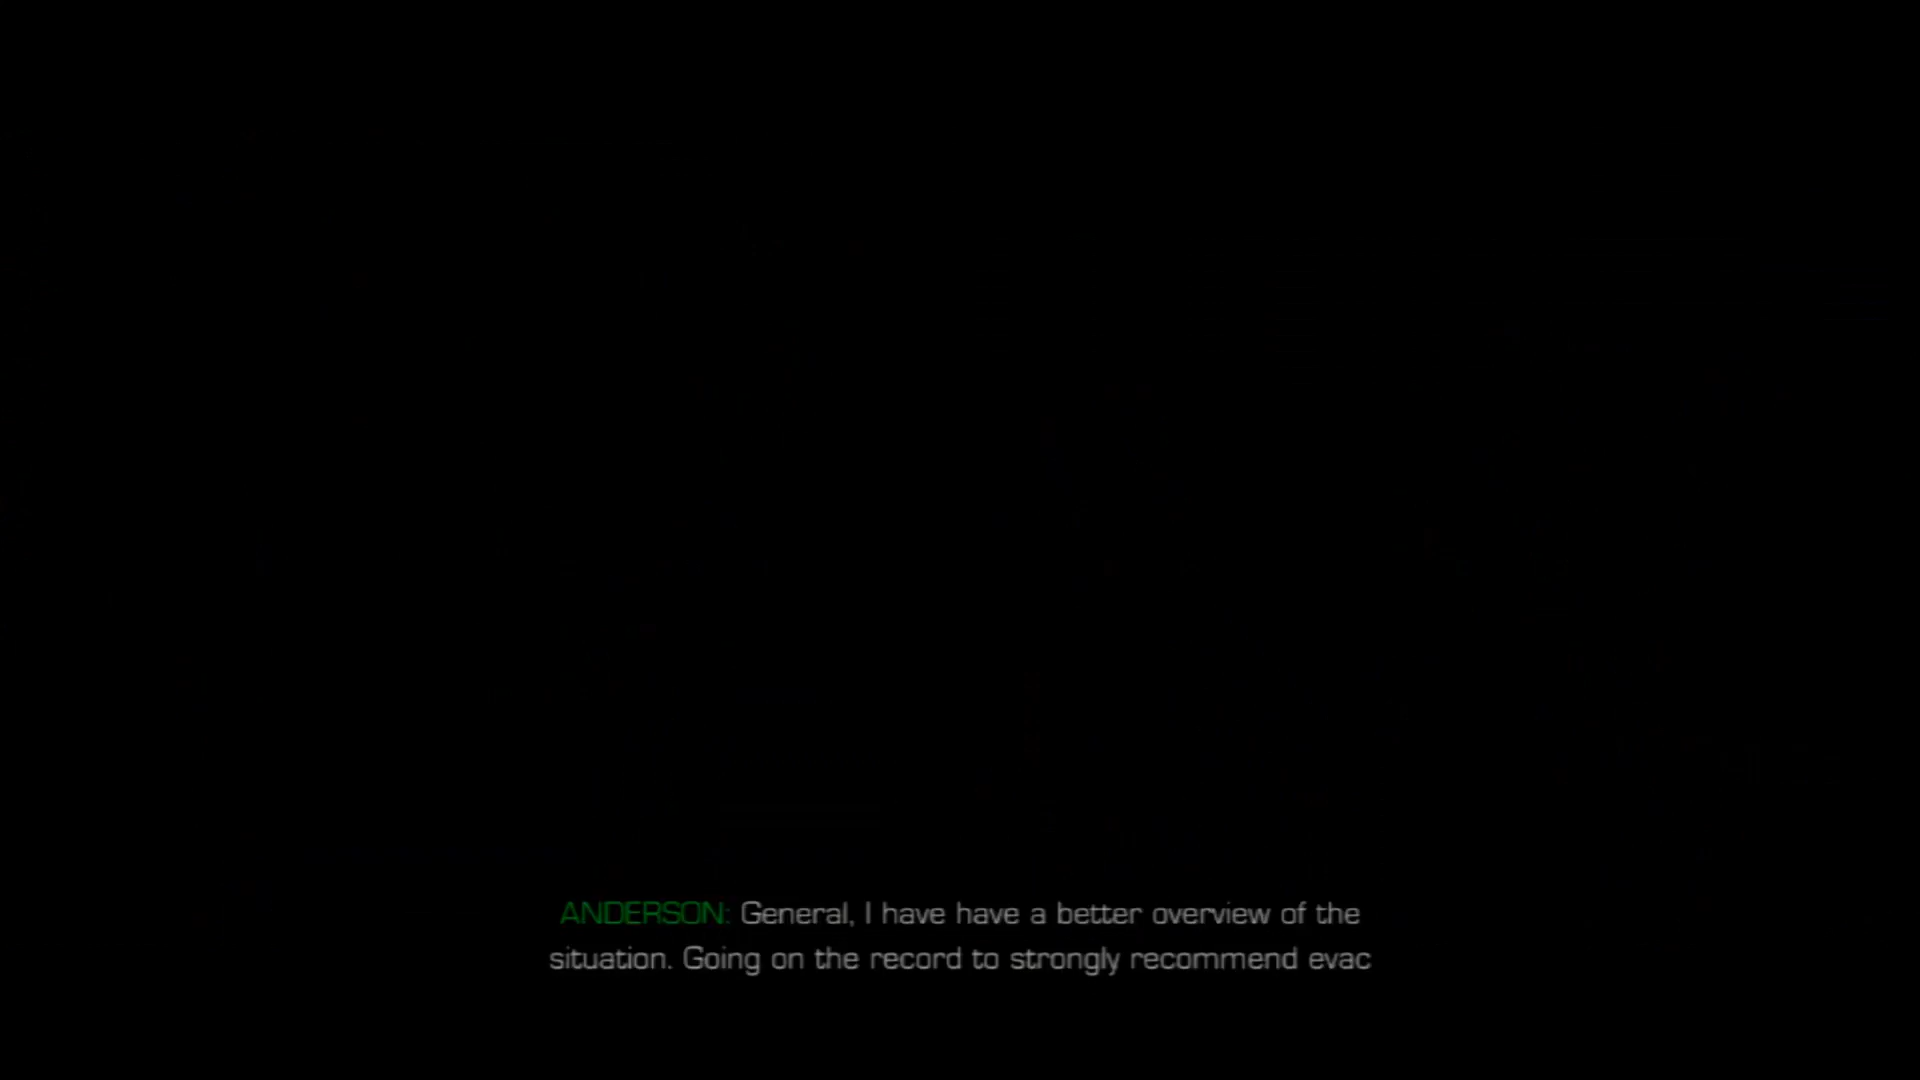 ANDERSON: General, I have have a better overview of the
situation. Going on the record to strongly recommend evac